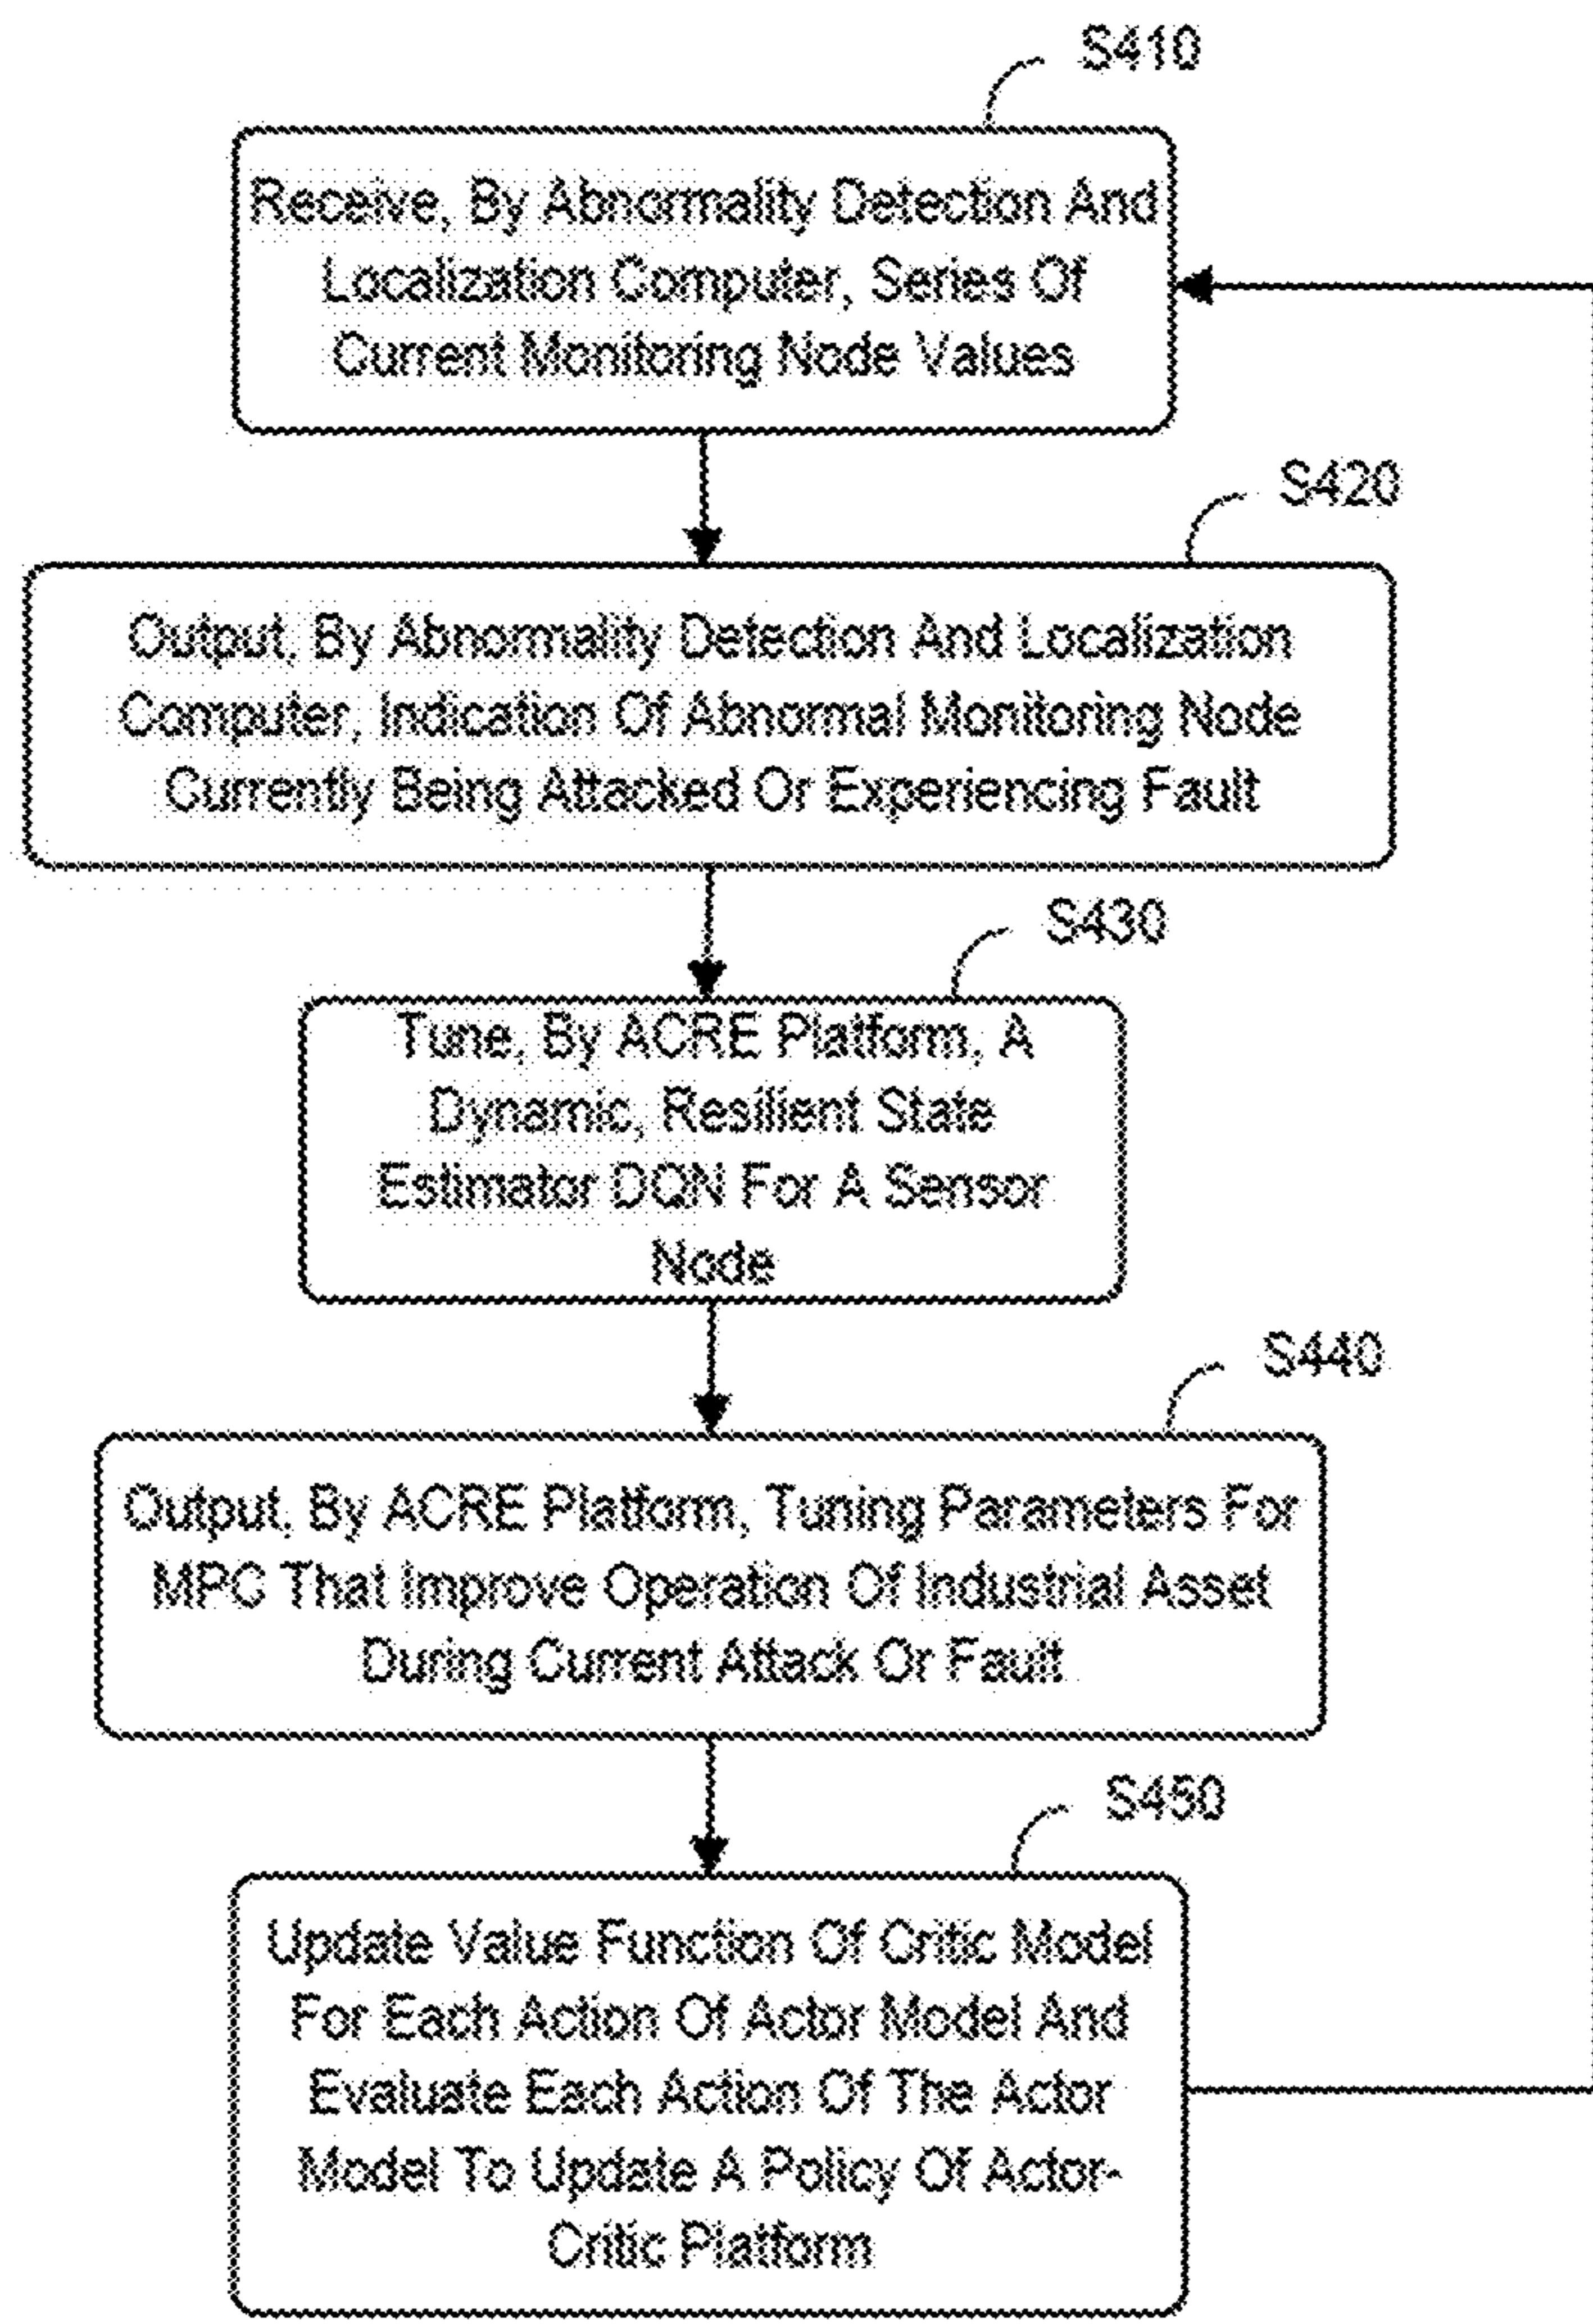 S410
Receive, By Abnormality Detection And
Localization Computer, Series Of
Current Monitoring Node Values
S420
Output, By Abnormality Detection And Localization
Computer, Indication Of Abnormal Monitoring Node
Currently Being Attacked Or Experiencing Fault
S430
Tune, By ACRE Platform, A
Dynamic, Resilient State
Estimator DQN For A Sensor
Node
S440
Output, By ACRE Platform, Tuning Parameters For
MPC That Improve Operation Of Industrial Asset
During Current Attack Or Fault
S450
Update Value Function Of Critic Model
For Each Action Of Actor Model And
Evaluate Each Action Of The Actor
Model To Update A Policy Of Actor-
Critic Platform